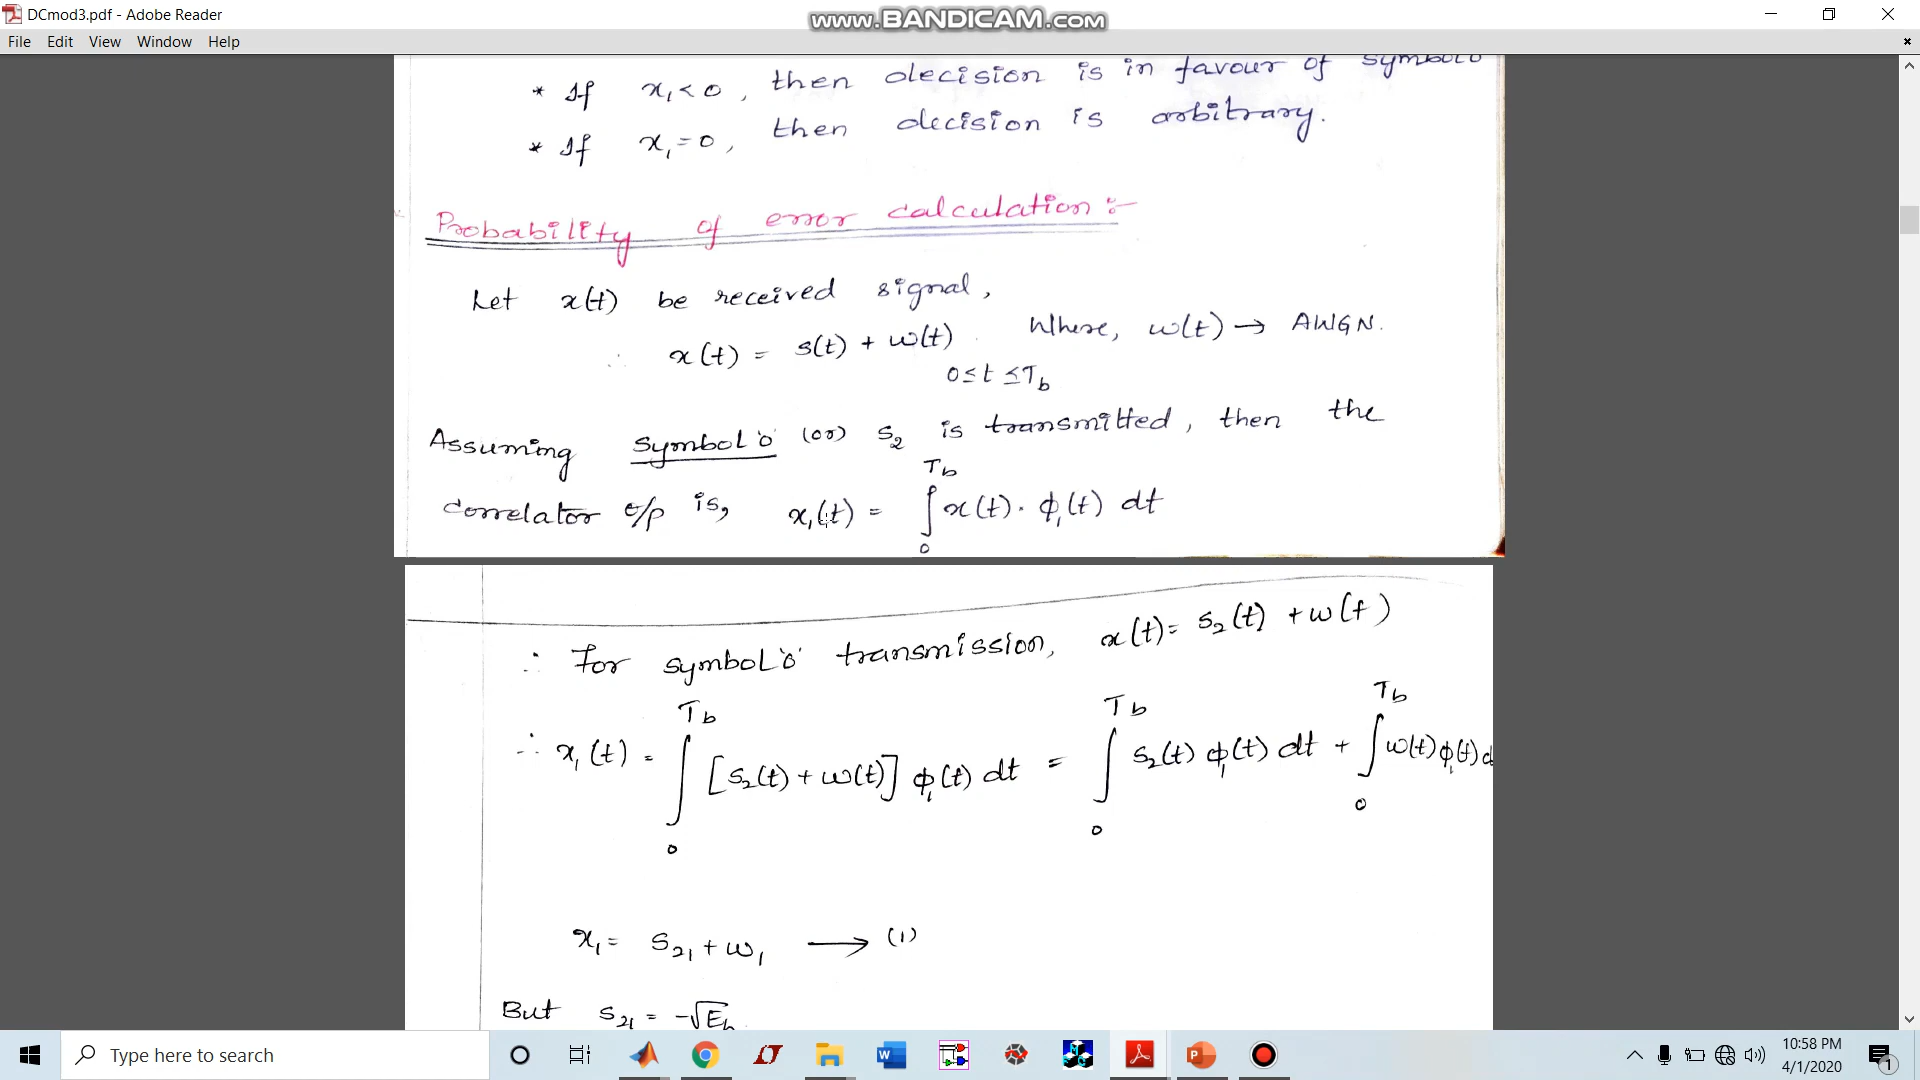 DCmod3.pdf - Adobe Reader
www.BANDICAM.com
File Edit View Window Help
* If x₁<0, then decision is in favour of symbol 0
* If x₁=0, then decision is arbitrary.
Probability of error calculation :-
Let x(t) be received signal,
∴ x(t) = s(t) + w(t) Where, w(t) → AWGN.
0≤t≤T_b
Assuming symbol '0' (or) s₂ is transmitted, then the
correlator o/p is, x₁(t) = ∫₀^{T_b} x(t). φ₁(t) dt
∴ For symbol '0' transmission, x(t) = s₂(t) + w(t)
∴ x₁(t) = ∫₀^{T_b} [s₂(t) + w(t)] φ₁(t) dt = ∫₀^{T_b} s₂(t) φ₁(t) dt + ∫₀^{T_b} w(t) φ₁(t) d
x₁ = s₂₁ + w₁ → (1)
But s₂₁ = -√E_b
Type here to search
10:58 PM
4/1/2020
1